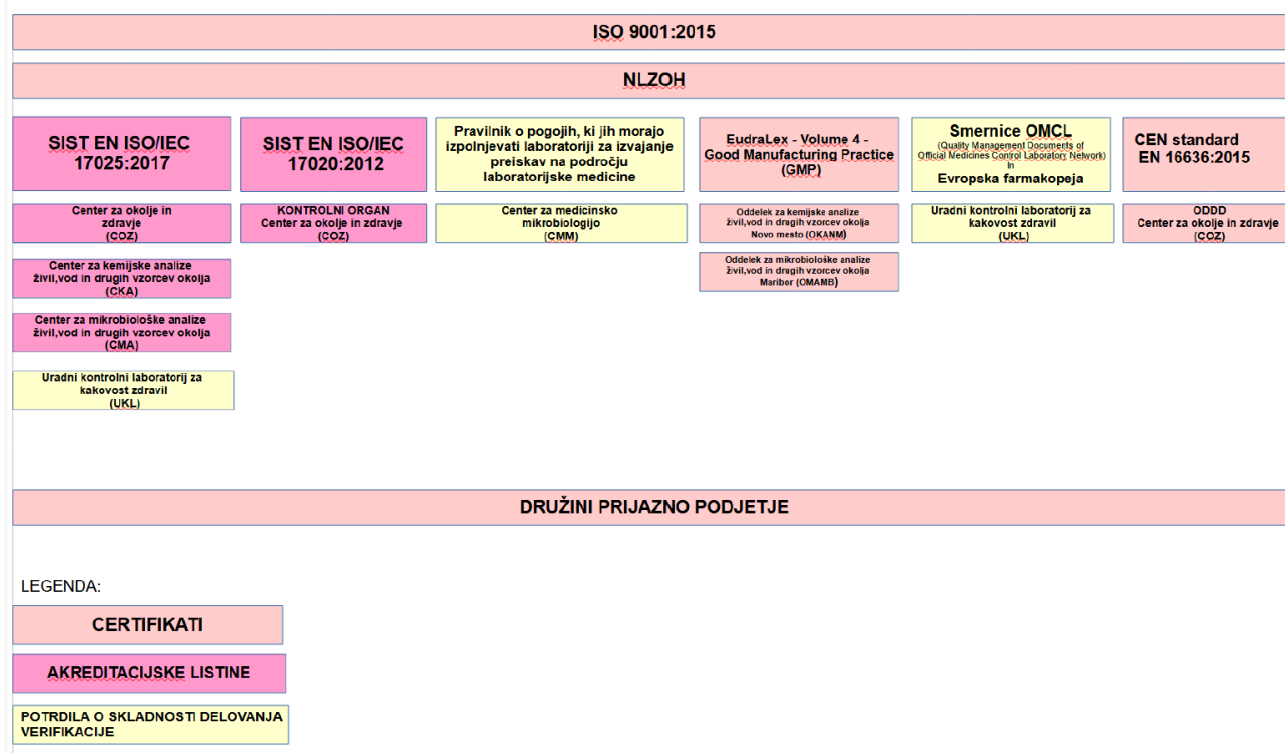 ISO 9001:2015
NLZOH
SIST EN ISO/IEC
17025:2017
Center za okolje in
zdravje
(COZ)
Center za kemijske analize
živil,vod in drugih vzorcev okolja
(CKA)
Center za mikrobiološke analize
živil,vod in drugih vzorcev okolja
(CMA)
Uradni kontrolni laboratorij za
kakovost zdravil
(UKL)
SIST EN ISO/IEC
17020:2012
KONTROLNI ORGAN
Center za okolje in zdravje
(COZ)
Pravilnik o pogojih, ki jih morajo
izpolnjevati laboratoriji za izvajanje
preiskav na področju
laboratorijske medicine
Center za medicinsko
mikrobiologijo
(CMM)
EudraLex - Volume 4 -
Good Manufacturing Practice
(GMP)
Oddelek za kemijske analize
živil,vod in drugih vzorcev okolja
Novo mesto (OKANM)
Oddelek za mikrobiološke analize
živil,vod in drugih vzorcev okolja
Maribor (OMAMB)
Smernice OMCL
(Quality Management Documents of
Official Medicines Control Laboratory Network)
in
Evropska farmakopeja
Uradni kontrolni laboratorij za
kakovost zdravil
(UKL)
CEN standard
EN 16636:2015
ODDD
Center za okolje in zdravje
(COZ)
DRUŽINI PRIJAZNO PODJETJE
LEGENDA:
CERTIFIKATI
AKREDITACIJSKE LISTINE
POTRDILA O SKLADNOSTI DELOVANJA
VERIFIKACIJE